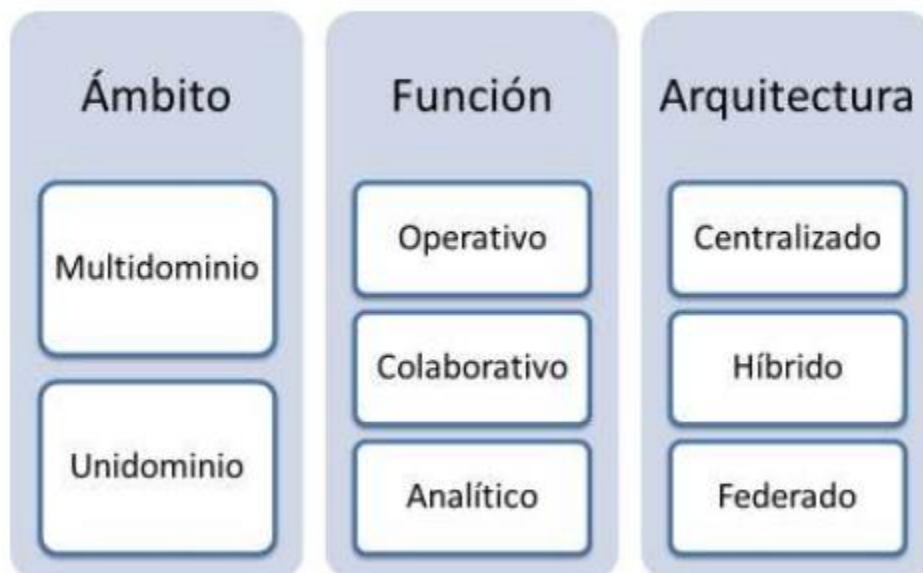 Ámbito
Multidominio
Unidominio
Función
Operativo
Colaborativo
Analítico
Arquitectura
Centralizado
Híbrido
Federado